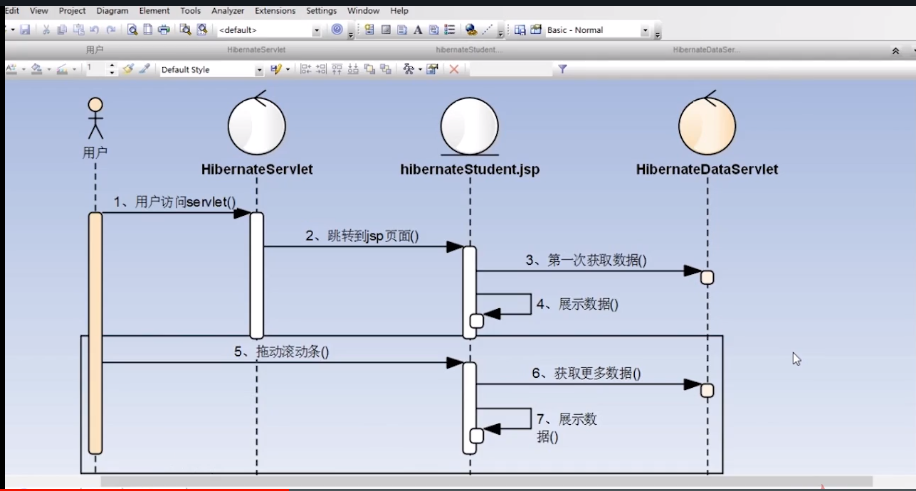 Edit View Project Diagram Element Tools Analyzer Extensions Settings Window Help
<default> Basic - Normal
用户 HibernateServlet hibernateStudent... HibernateDataSer...
1 Default Style
用户
HibernateServlet hibernateStudent.jsp HibernateDataServlet
1、用户访问servlet()
2、跳转到jsp页面()
3、第一次获取数据()
4、展示数据()
5、拖动滚动条()
6、获取更多数据()
7、展示数
据()